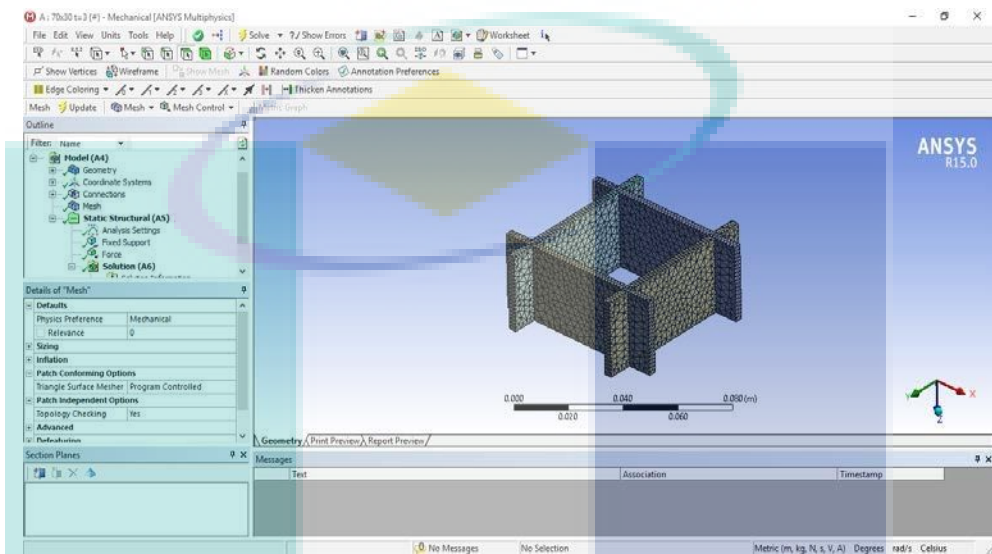 A : 70x30 t=3 (#) - Mechanical [ANSYS Multiphysics]
File Edit View Units Tools Help Solve ?/ Show Errors Worksheet
Show Vertices Wireframe Show Mesh Random Colors Annotation Preferences
Edge Coloring Thicken Annotations
Mesh Update Mesh Mesh Control Metric Graph
Outline
Filter: Name
Model (A4)
Geometry
Coordinate Systems
Connections
Mesh
Static Structural (A5)
Analysis Settings
Fixed Support
Force
Solution (A6)
Solution Information
ANSYS
R15.0
Details of "Mesh"
Defaults
Physics Preference Mechanical
Relevance 0
Sizing
Inflation
Patch Conforming Options
Triangle Surface Mesher Program Controlled
Patch Independent Options
Topology Checking Yes
Advanced
Defeaturing
0.000 0.040 0.080 (m)
0.020 0.060
Y X
Z
Geometry Print Preview Report Preview
Section Planes
Messages
Text Association Timestamp
No Messages No Selection Metric (m, kg, N, s, V, A) Degrees rad/s Celsius